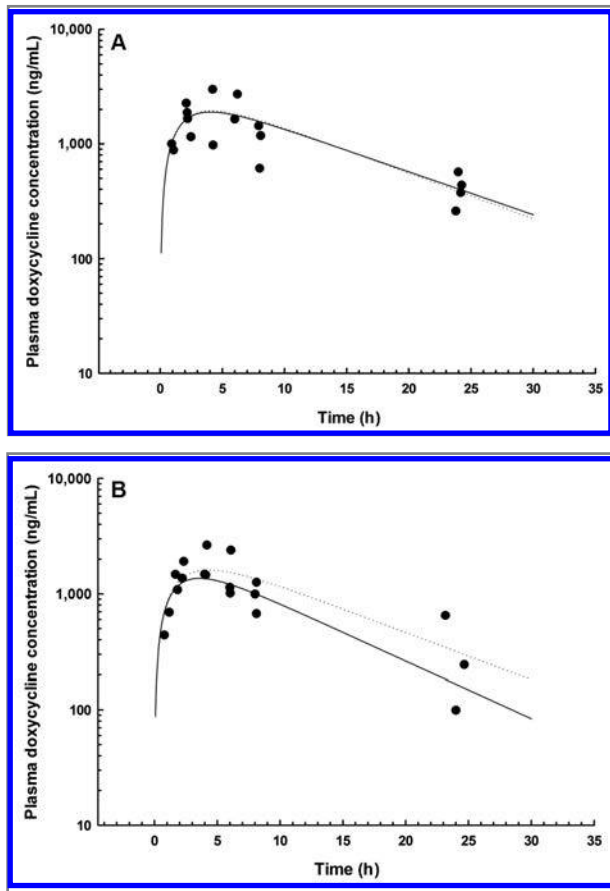 A
10,000
1,000
100
10
Plasma doxycycline concentration (ng/mL)
0 5 10 15 20 25 30 35
Time (h)
B
10,000
1,000
100
10
Plasma doxycycline concentration (ng/mL)
0 5 10 15 20 25 30 35
Time (h)